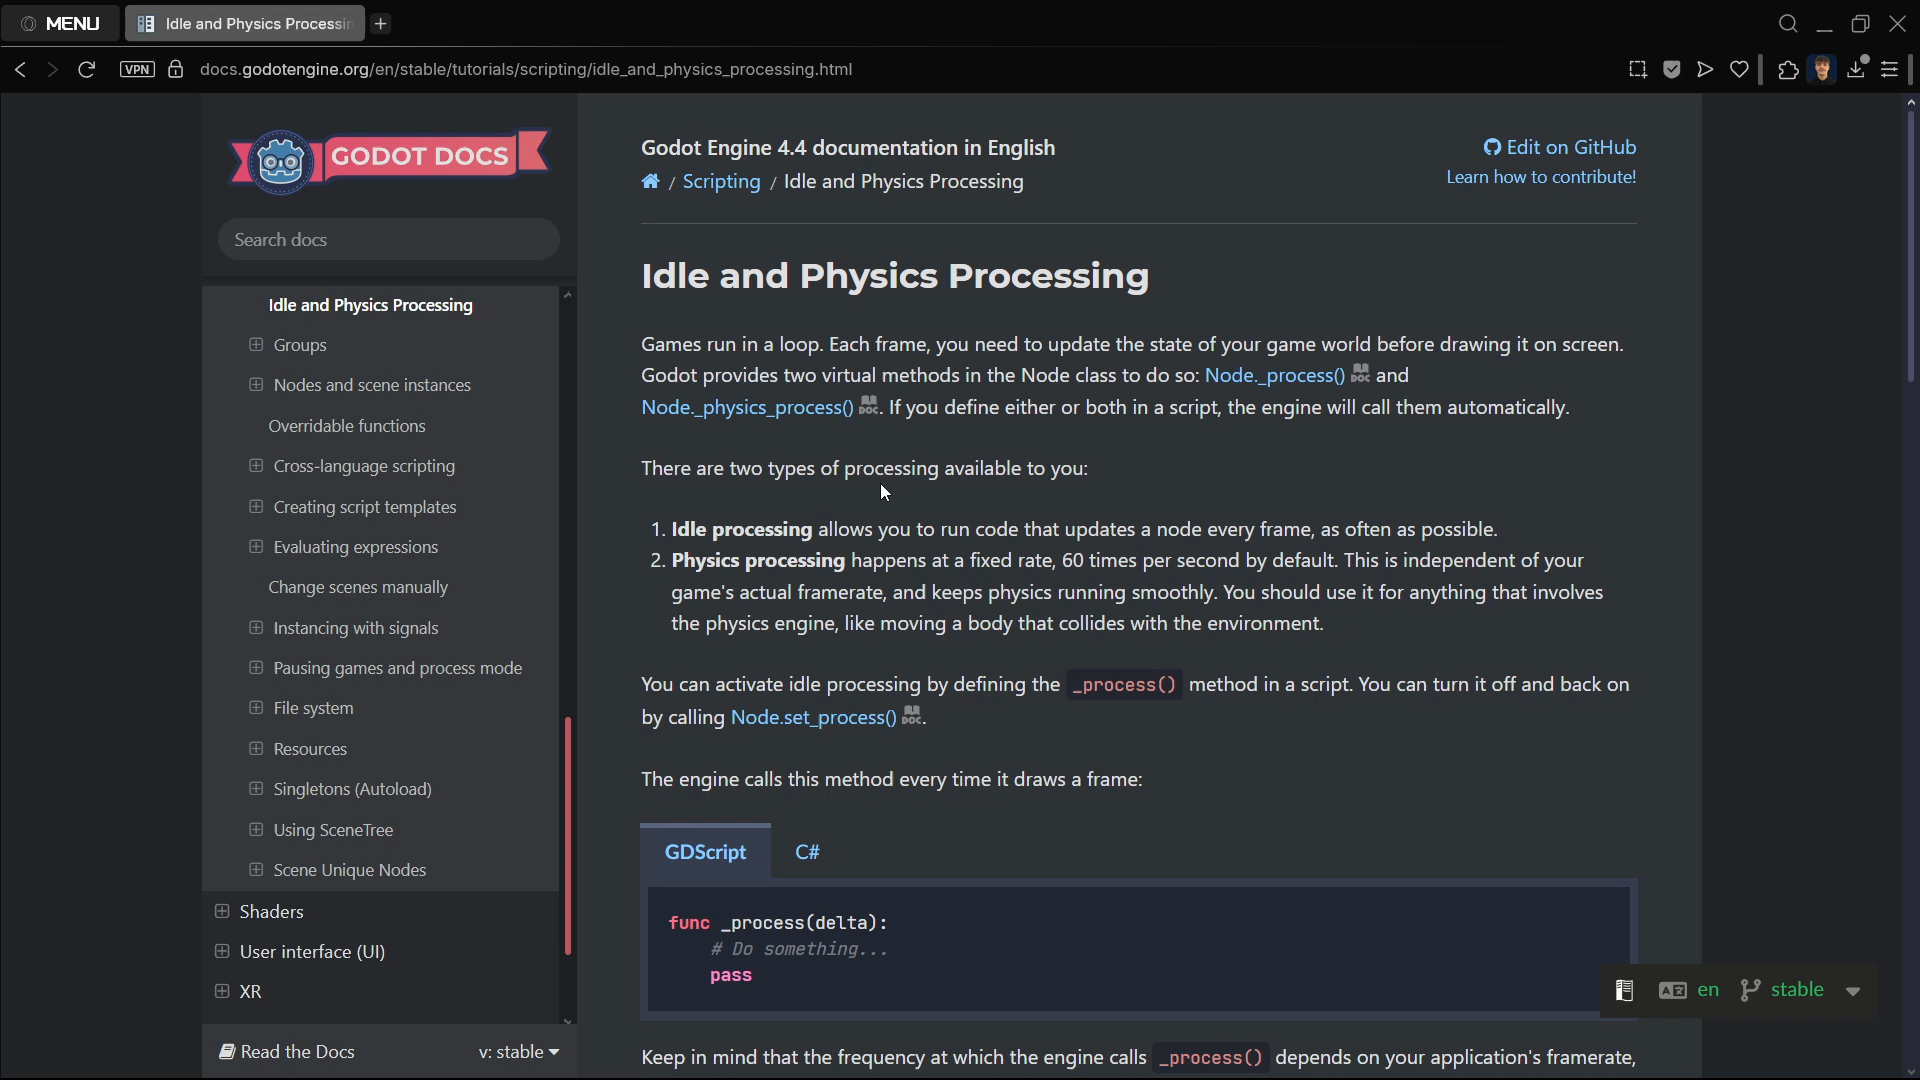 MENU
Idle and Physics Processin
VPN
docs.godotengine.org/en/stable/tutorials/scripting/idle_and_physics_processing.html
GODOT DOCS
Search docs
Idle and Physics Processing
Groups
Nodes and scene instances
Overridable functions
Cross-language scripting
Creating script templates
Evaluating expressions
Change scenes manually
Instancing with signals
Pausing games and process mode
File system
Resources
Singletons (Autoload)
Using SceneTree
Scene Unique Nodes
Shaders
User interface (UI)
XR
Read the Docs
v: stable
Godot Engine 4.4 documentation in English
Edit on GitHub
/ Scripting / Idle and Physics Processing
Learn how to contribute!
Idle and Physics Processing
Games run in a loop. Each frame, you need to update the state of your game world before drawing it on screen.
Godot provides two virtual methods in the Node class to do so: Node._process() DOC and
Node._physics_process() DOC. If you define either or both in a script, the engine will call them automatically.
There are two types of processing available to you:
1. Idle processing allows you to run code that updates a node every frame, as often as possible.
2. Physics processing happens at a fixed rate, 60 times per second by default. This is independent of your
game's actual framerate, and keeps physics running smoothly. You should use it for anything that involves
the physics engine, like moving a body that collides with the environment.
You can activate idle processing by defining the _process() method in a script. You can turn it off and back on
by calling Node.set_process() DOC.
The engine calls this method every time it draws a frame:
GDScript
C#
func _process(delta):
# Do something...
pass
en
stable
Keep in mind that the frequency at which the engine calls _process() depends on your application's framerate,